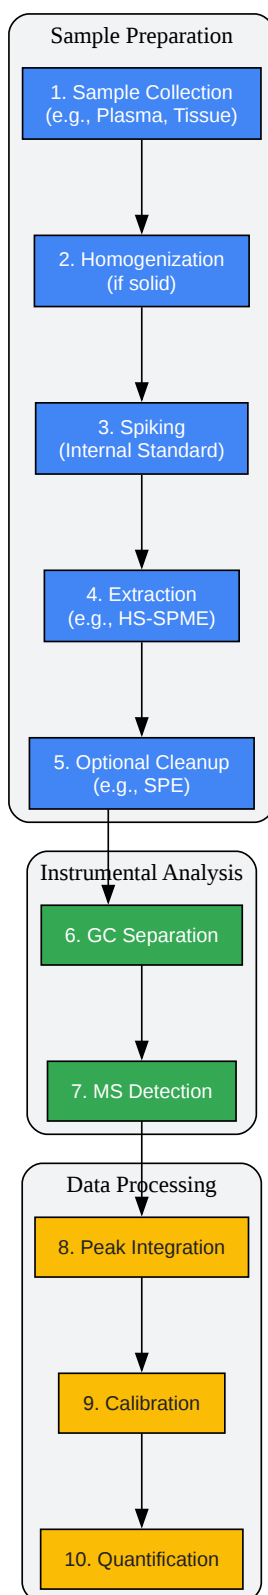 Sample Preparation
1. Sample Collection
(e.g., Plasma, Tissue)
2. Homogenization
(if solid)
3. Spiking
(Internal Standard)
4. Extraction
(e.g., HS-SPME)
5. Optional Cleanup
(e.g., SPE)
Instrumental Analysis
6. GC Separation
7. MS Detection
Data Processing
8. Peak Integration
9. Calibration
10. Quantification